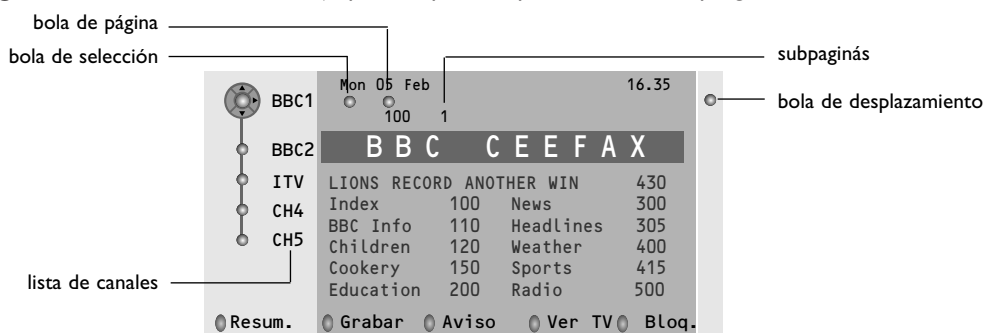 bola de página
bola de selección
subpaginás
bola de desplazamiento
lista de canales
Mon 05 Feb 16.35
100 1
BBC1
BBC2
ITV
CH4
CH5
BBC CEEFAX
LIONS RECORD ANOTHER WIN 430
Index 100 News 300
BBC Info 110 Headlines 305
Children 120 Weather 400
Cookery 150 Sports 415
Education 200 Radio 500
Resum. Grabar Aviso Ver TV Bloq.